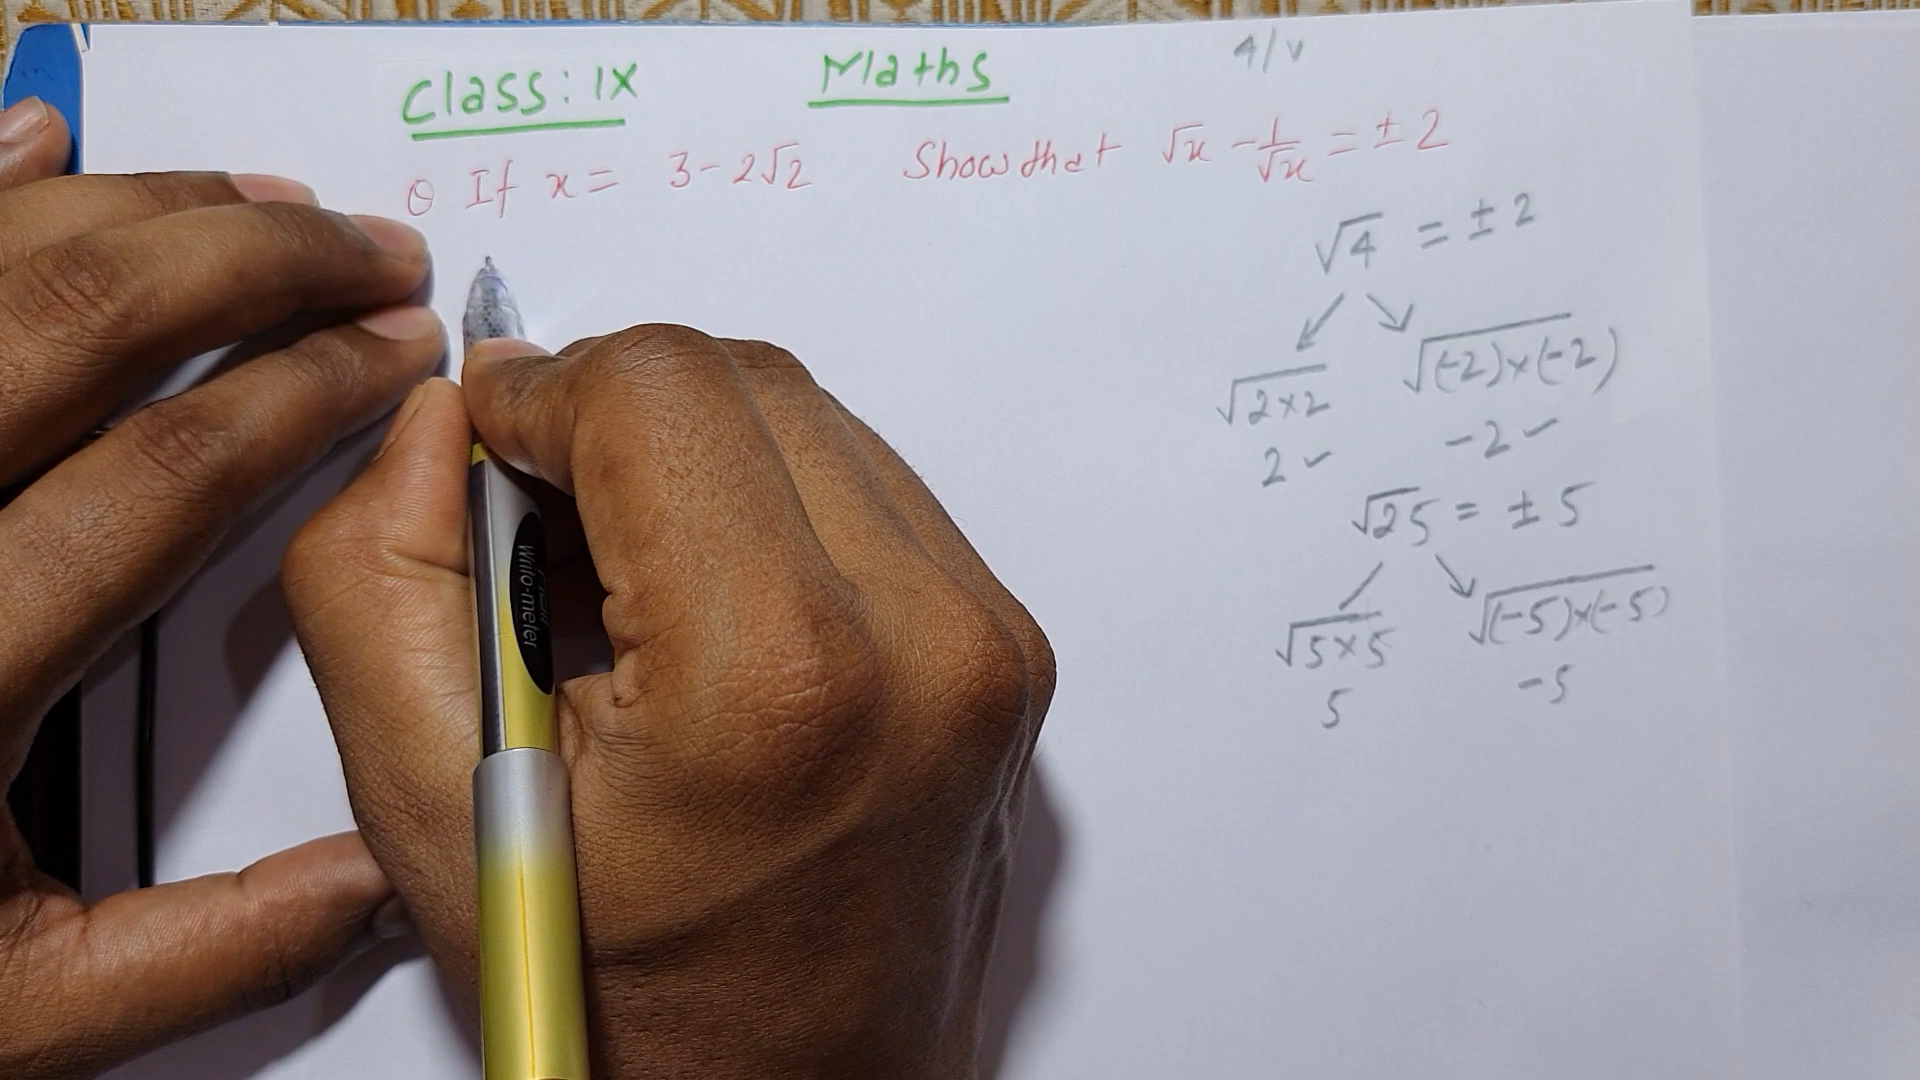 4/v
Class: IX Maths
Q If x = 3-2√2 Show that √x - 1/√x = ± 2
√4 = ± 2
√2×2 √(-2)×(-2)
2 ✓ -2 ✓
√25 = ± 5
√5×5 √(-5)×(-5)
5 -5
Writo-meter